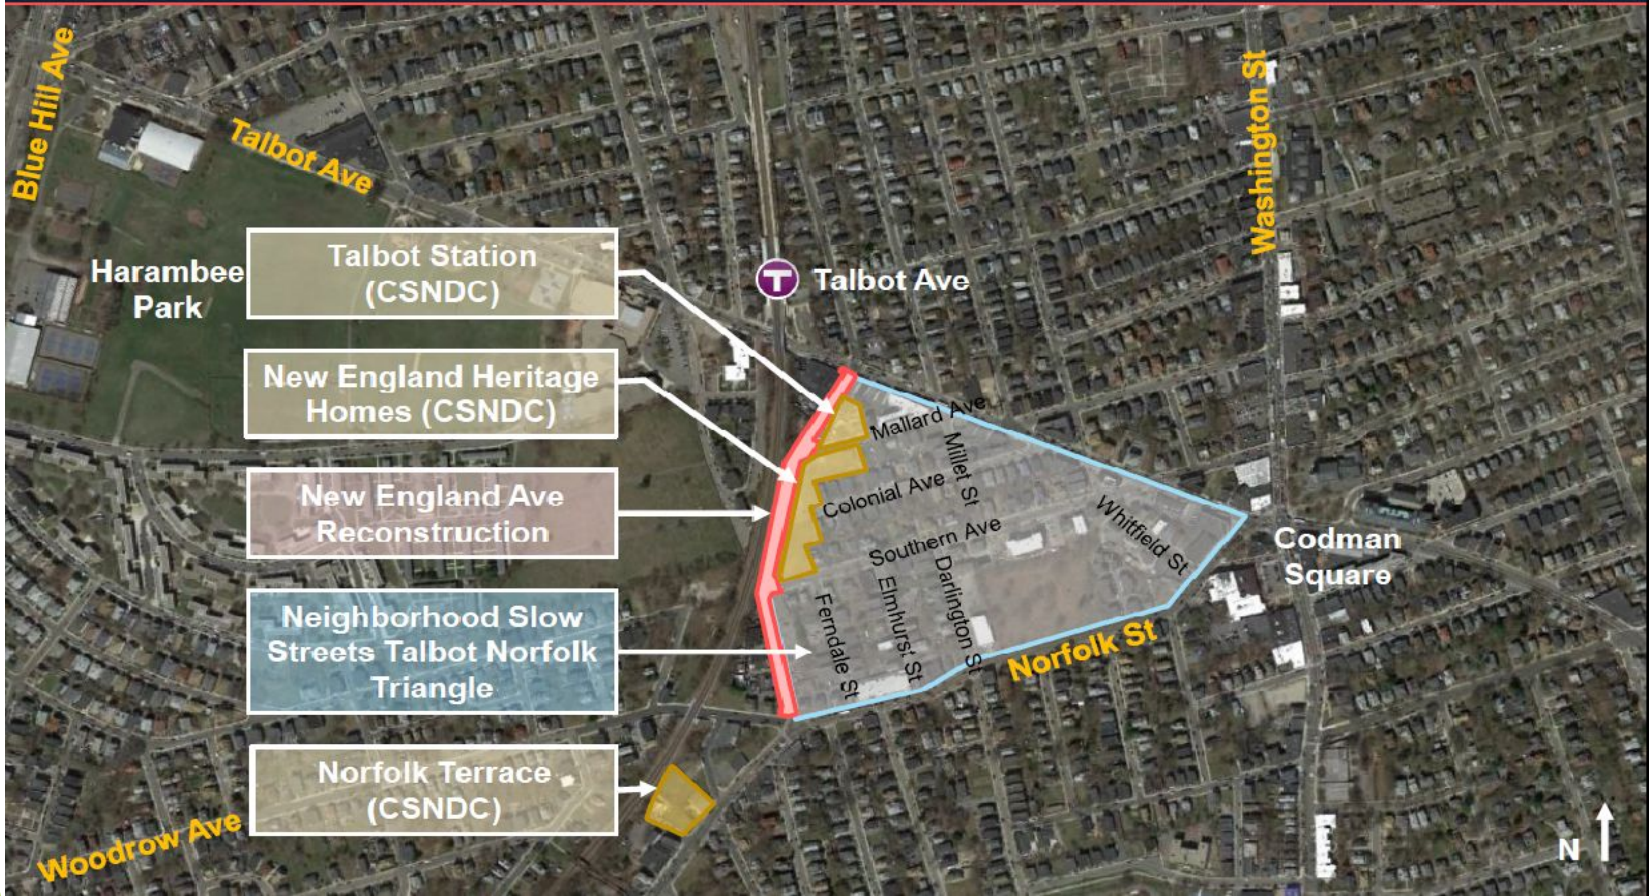 Blue Hill Ave
Talbot Ave
Washington St
Harambee
Park
Talbot Station
(CSNDC)
T
Talbot Ave
New England Heritage
Homes (CSNDC)
Mallard Ave
Millet St
New England Ave
Reconstruction
Colonial Ave
Southern Ave
Whitfield St
Codman
Square
Neighborhood Slow
Streets Talbot Norfolk
Triangle
Ferndale St
Elmhurst St
Darlington St
Norfolk St
Norfolk Terrace
(CSNDC)
Woodrow Ave
N